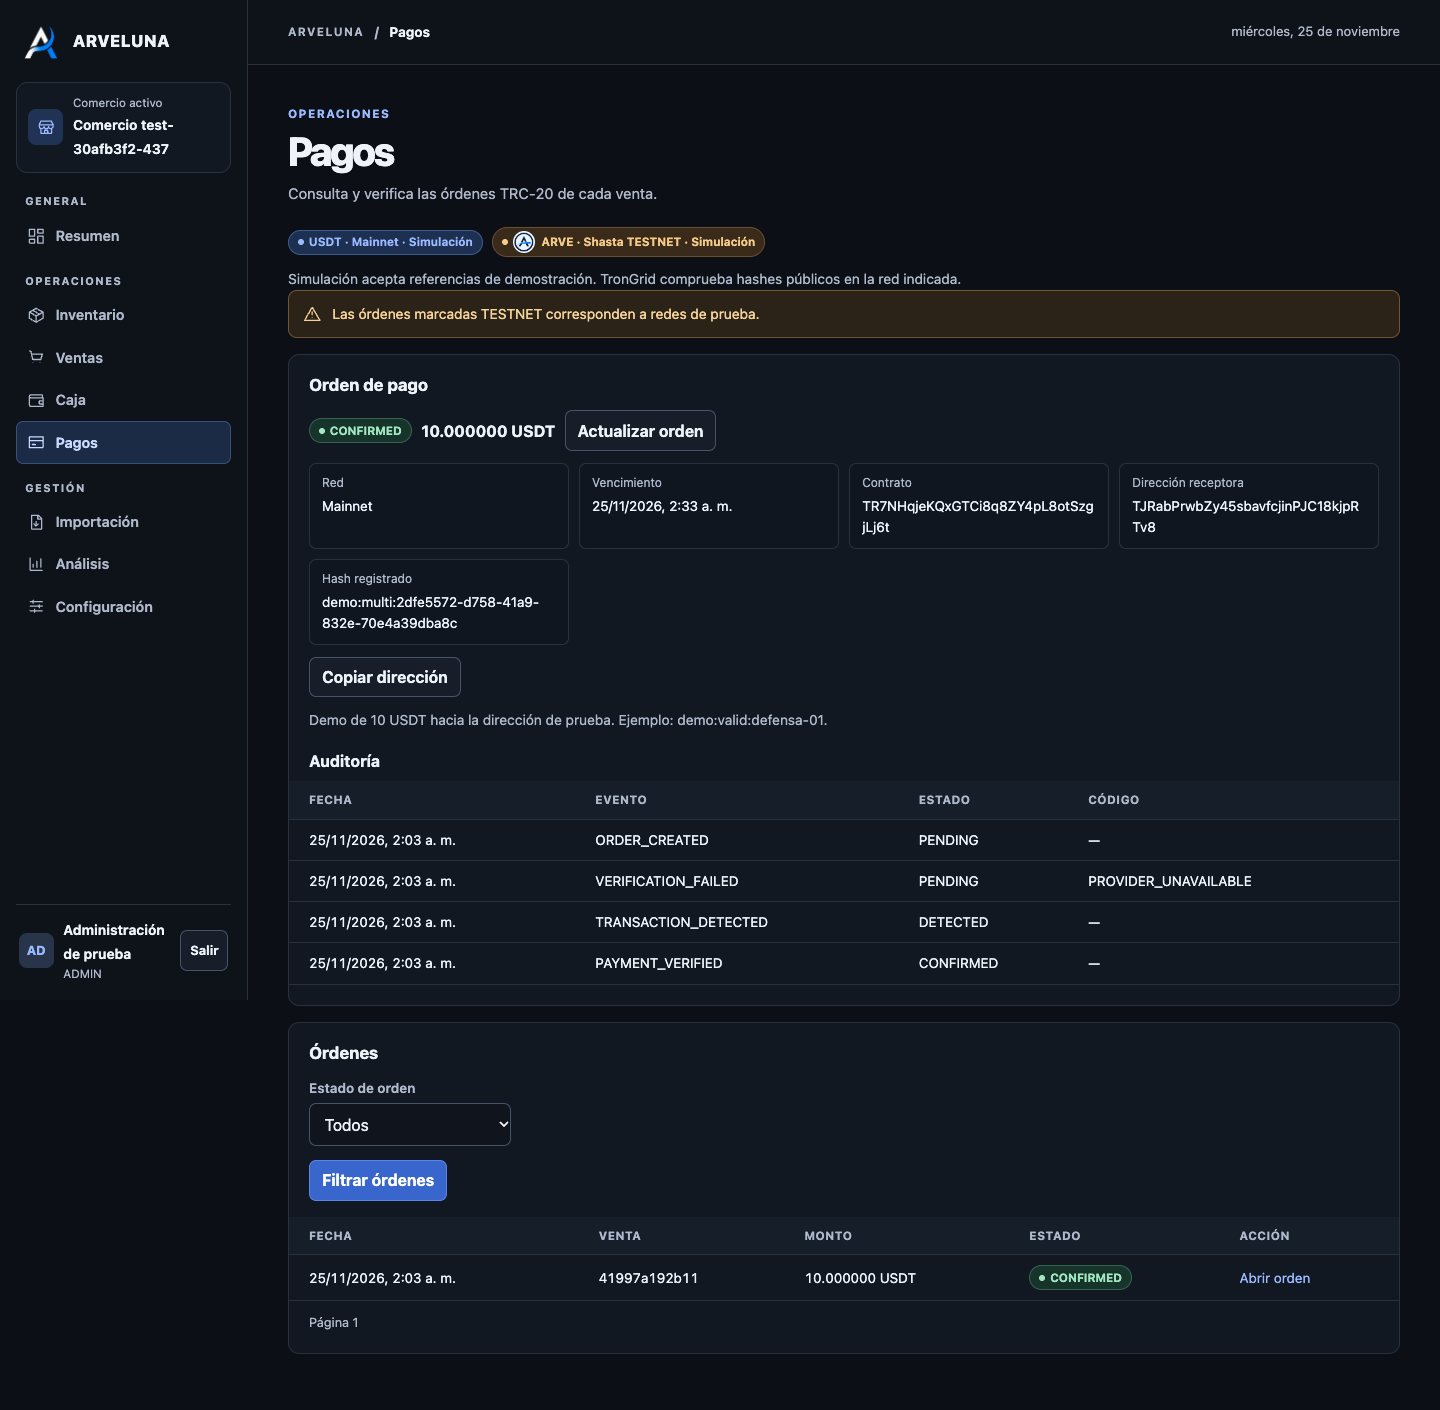 ARVELUNA
Comercio activo
Comercio test-
30afb3f2-437
GENERAL
Resumen
OPERACIONES
Inventario
Ventas
Caja
Pagos
GESTIÓN
Importación
Análisis
Configuración
AD
Administración
de prueba
ADMIN
Salir
ARVELUNA / Pagos
miércoles, 25 de noviembre
OPERACIONES
Pagos
Consulta y verifica las órdenes TRC-20 de cada venta.
USDT · Mainnet · Simulación
ARVE · Shasta TESTNET · Simulación
Simulación acepta referencias de demostración. TronGrid comprueba hashes públicos en la red indicada.
Las órdenes marcadas TESTNET corresponden a redes de prueba.
Orden de pago
CONFIRMED 10.000000 USDT Actualizar orden
Red
Mainnet
Vencimiento
25/11/2026, 2:33 a. m.
Contrato
TR7NHqjeKQxGTCi8q8ZY4pL8otSzg
jLj6t
Dirección receptora
TJRabPrwbZy45sbavfcjinPJC18kjpR
Tv8
Hash registrado
demo:multi:2dfe5572-d758-41a9-
832e-70e4a39dba8c
Copiar dirección
Demo de 10 USDT hacia la dirección de prueba. Ejemplo: demo:valid:defensa-01.
Auditoría
FECHA EVENTO ESTADO CÓDIGO
25/11/2026, 2:03 a. m. ORDER_CREATED PENDING —
25/11/2026, 2:03 a. m. VERIFICATION_FAILED PENDING PROVIDER_UNAVAILABLE
25/11/2026, 2:03 a. m. TRANSACTION_DETECTED DETECTED —
25/11/2026, 2:03 a. m. PAYMENT_VERIFIED CONFIRMED —
Órdenes
Estado de orden
Todos
Filtrar órdenes
FECHA VENTA MONTO ESTADO ACCIÓN
25/11/2026, 2:03 a. m. 41997a192b11 10.000000 USDT CONFIRMED Abrir orden
Página 1